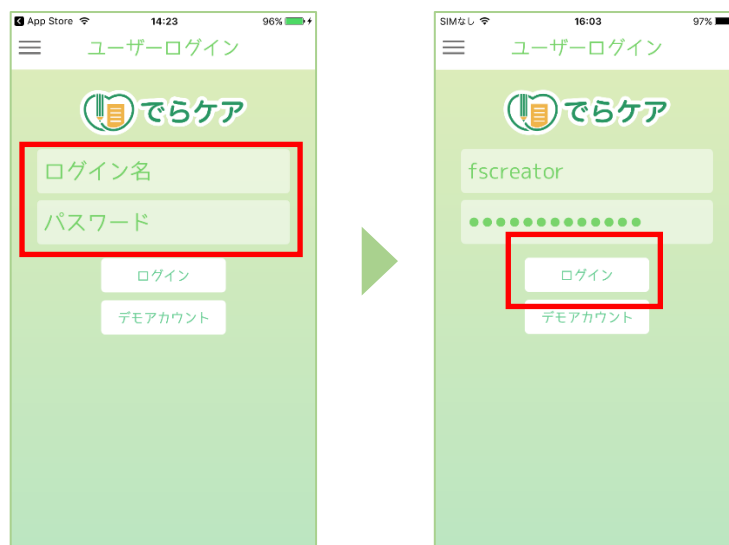 App Store 14:23 96%
ユーザーログイン
でらケア
ログイン名
パスワード
ログイン
デモアカウント
SIMなし 16:03 97%
ユーザーログイン
でらケア
fscreator
●●●●●●●●●●●●●
ログイン
デモアカウント